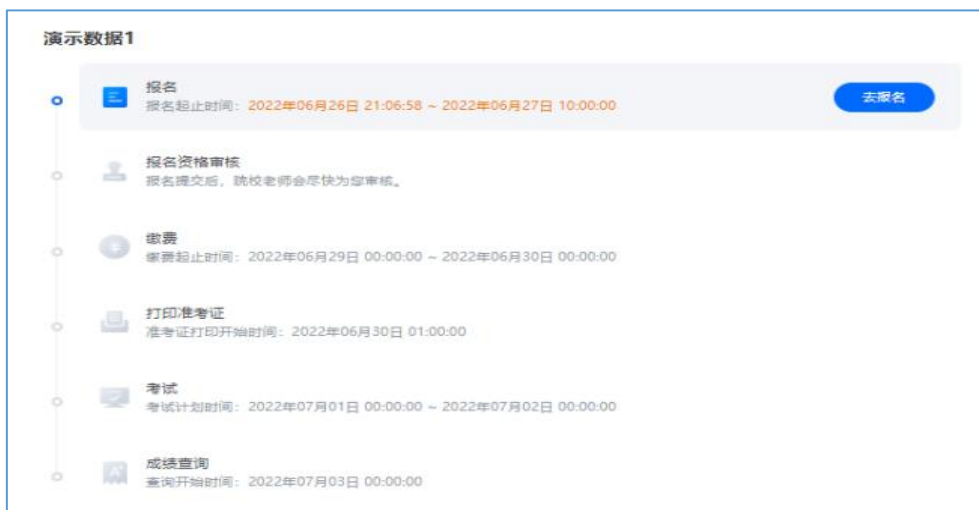 演示数据1
报名
报名起止时间：2022年06月26日 21:06:58 ~ 2022年06月27日 10:00:00
去报名
报名资格审核
报名提交后，院校老师会尽快为您审核。
缴费
缴费起止时间：2022年06月29日 00:00:00 ~ 2022年06月30日 00:00:00
打印准考证
准考证打印开始时间：2022年06月30日 01:00:00
考试
考试计划时间：2022年07月01日 00:00:00 ~ 2022年07月02日 00:00:00
成绩查询
查询开始时间：2022年07月03日 00:00:00